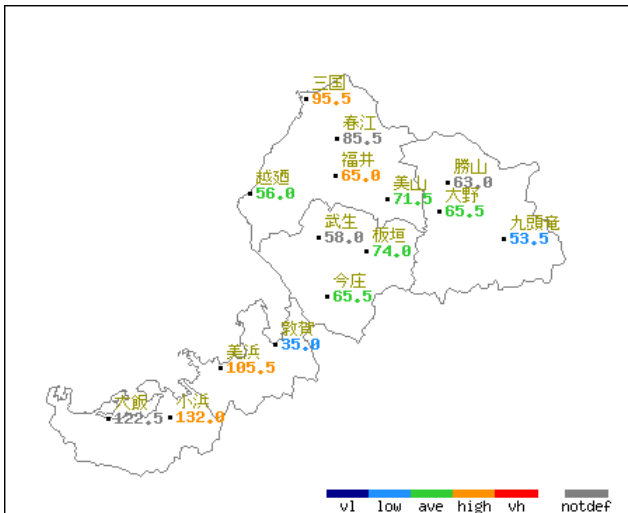 三国
95.5
春江
85.5
福井
65.0
越廼
56.0
美山
71.5
勝山
63.0
大野
65.5
九頭竜
53.5
武生
58.0
板垣
74.0
今庄
65.5
敦賀
35.0
美浜
105.5
大飯
122.5
小浜
132.0
vl low ave high vh notdef